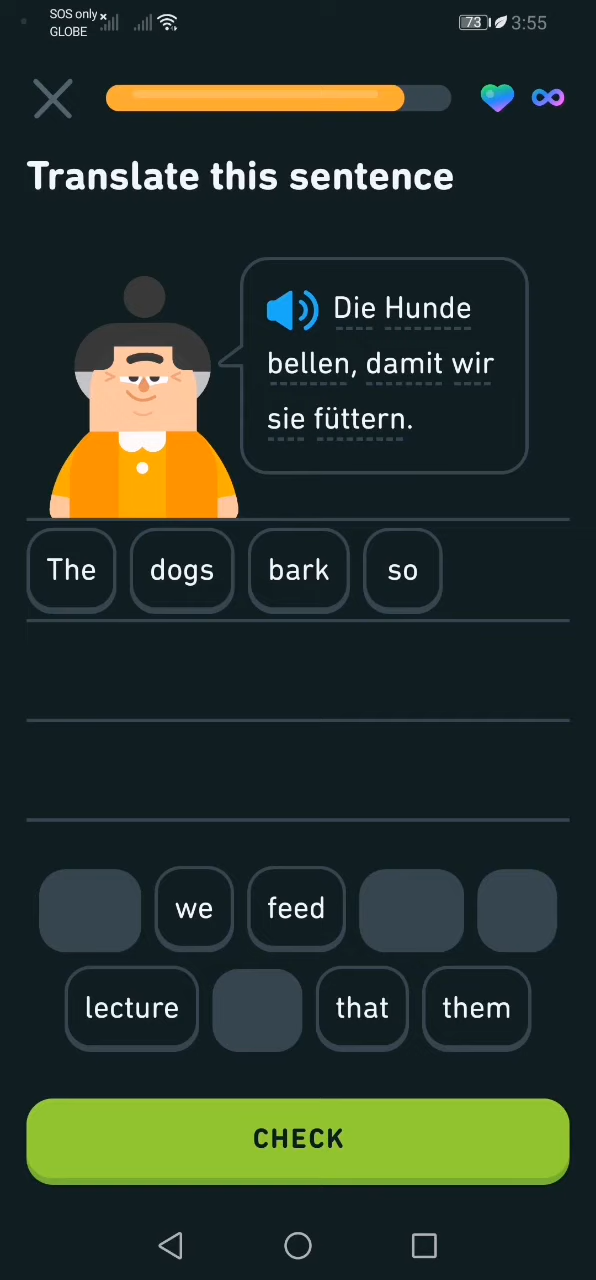 SOS only
GLOBE
73 3:55
Translate this sentence
Die Hunde
bellen, damit wir
sie füttern.
The dogs bark so
we feed
lecture that them
CHECK